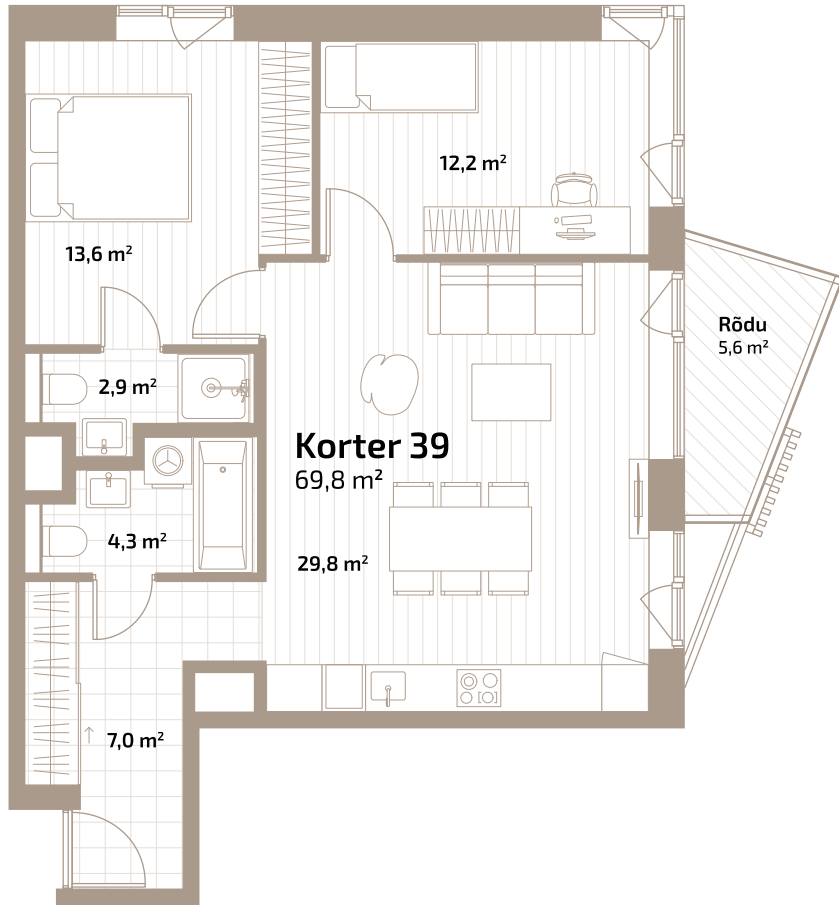 12,2 m²
13,6 m²
Rõdu
5,6 m²
2,9 m²
Korter 39
69,8 m²
4,3 m²
29,8 m²
7,0 m²